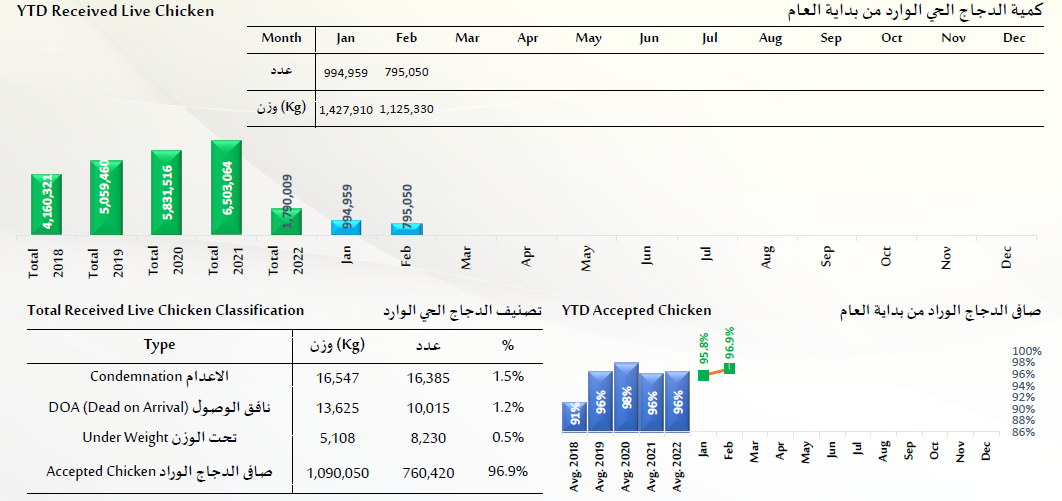 YTD Received Live Chicken كمية الدجاج الحي الوارد من بداية العام
Month Jan Feb Mar Apr May Jun Jul Aug Sep Oct Nov Dec
عدد 994,959 795,050
وزن (Kg) 1,427,910 1,125,330
4,160,321 5,059,460 5,831,516 6,503,064 1,790,009 994,959 795,050
Total 2018 Total 2019 Total 2020 Total 2021 Total 2022 Jan Feb Mar Apr May Jun Jul Aug Sep Oct Nov Dec
Total Received Live Chicken Classification تصنيف الدجاج الحي الوارد
Type وزن (Kg) عدد %
Condemnation الاعدام 16,547 16,385 1.5%
DOA (Dead on Arrival) نافق الوصول 13,625 10,015 1.2%
Under Weight تحت الوزن 5,108 8,230 0.5%
Accepted Chicken صافى الدجاج الوراد 1,090,050 760,420 96.9%
YTD Accepted Chicken صافى الدجاج الوراد من بداية العام
95.8% 96.9%
100%
98%
96%
94%
92%
90%
88%
86%
91% 96% 98% 96% 96%
Avg. 2018 Avg. 2019 Avg. 2020 Avg. 2021 Avg. 2022 Jan Feb Mar Apr May Jun Jul Aug Sep Oct Nov Dec